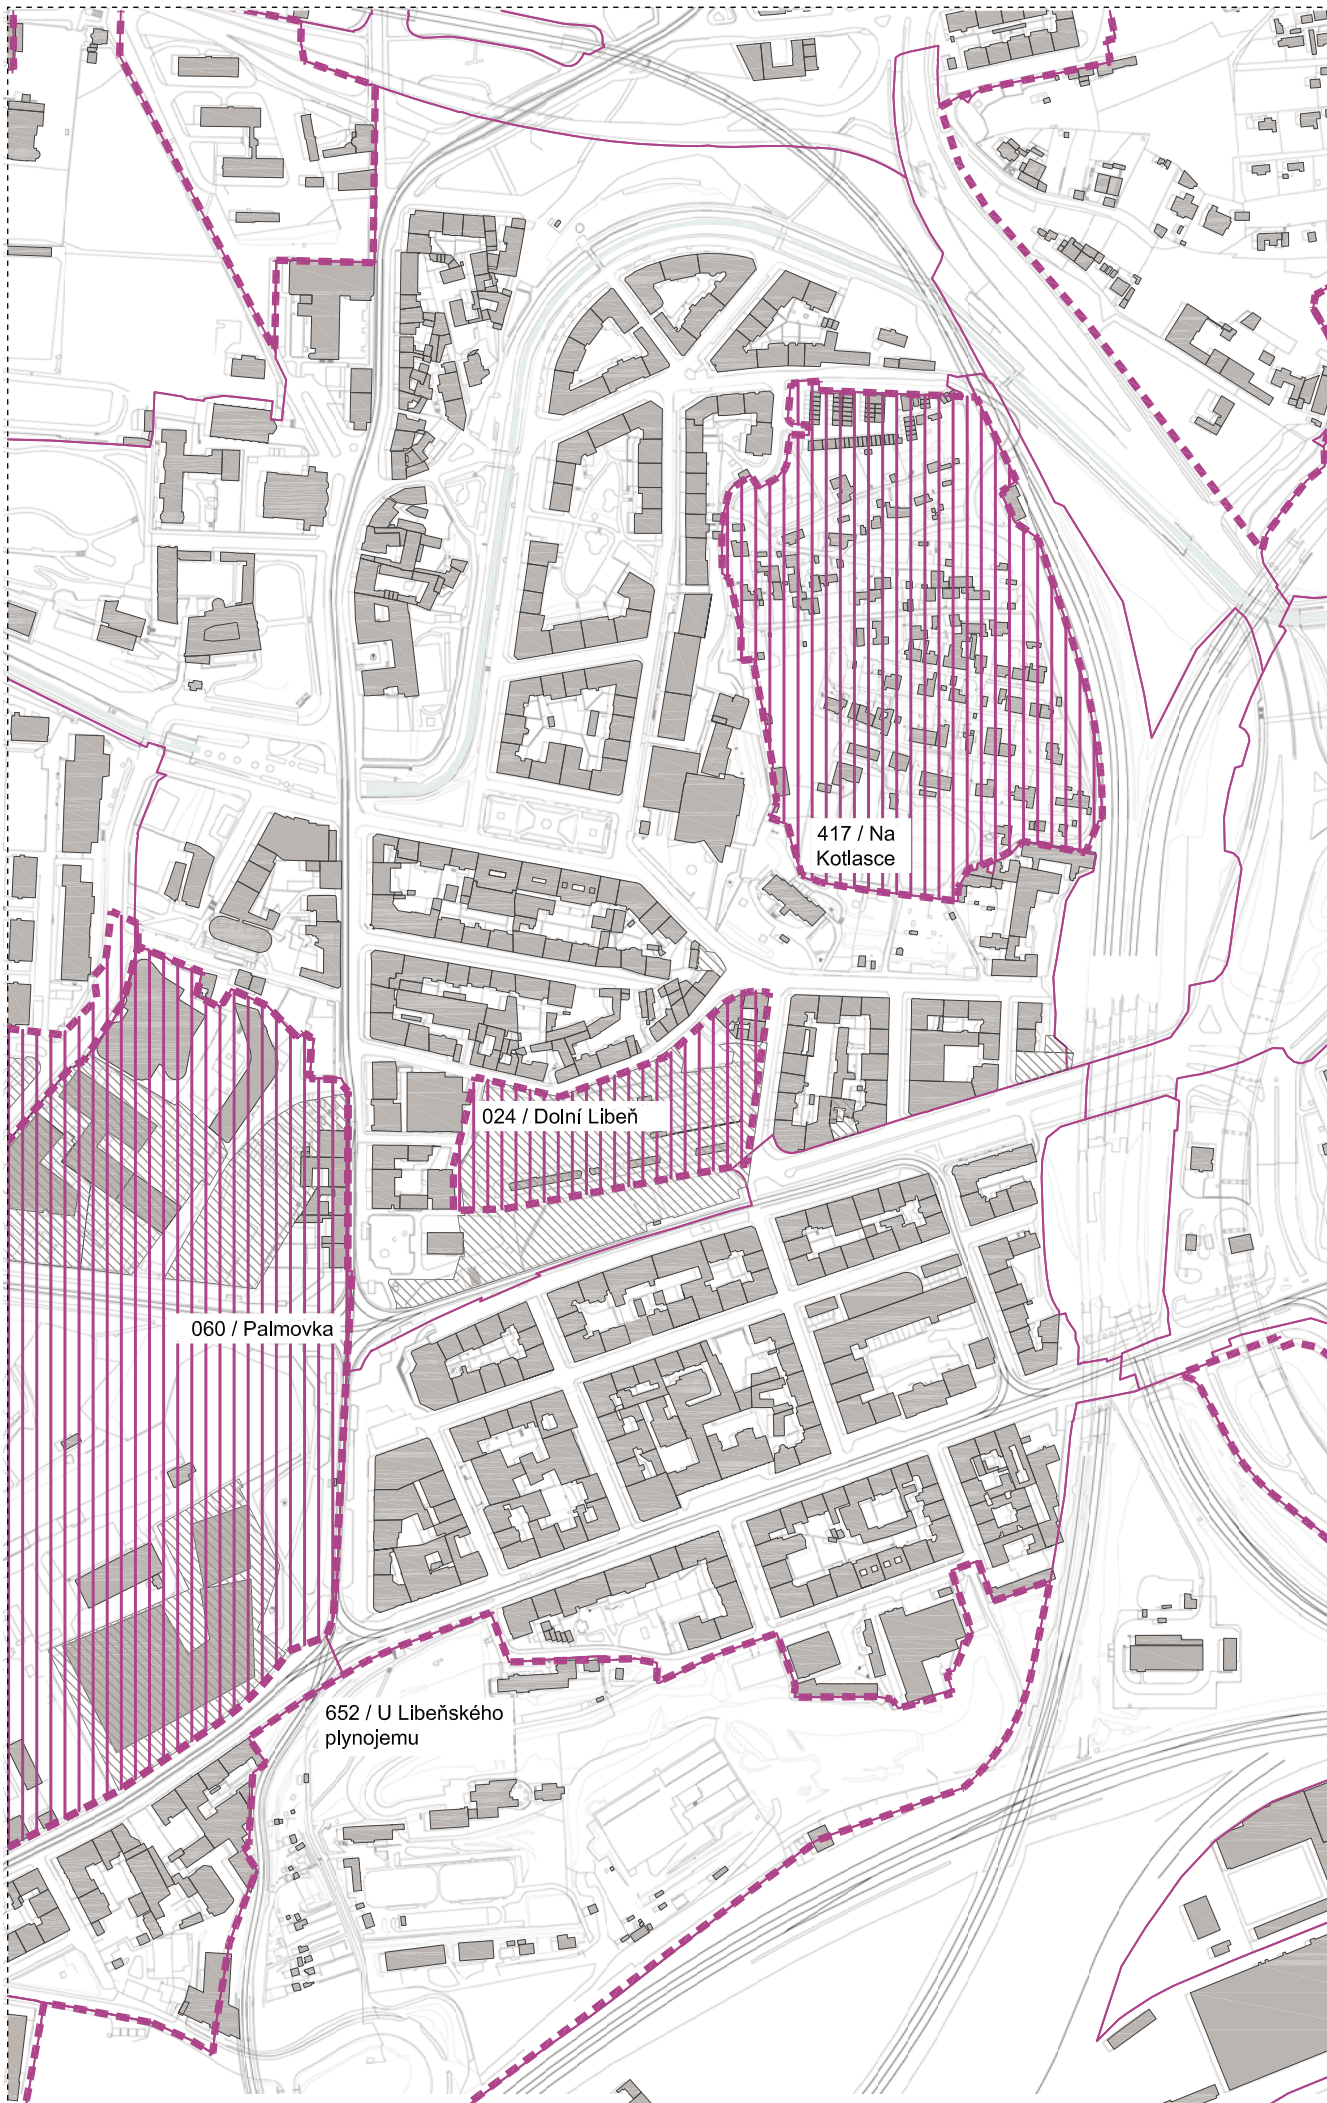 417 / Na
Kotlasce
024 / Dolní Libeň
060 / Palmovka
652 / U Libeňského
plynojemu